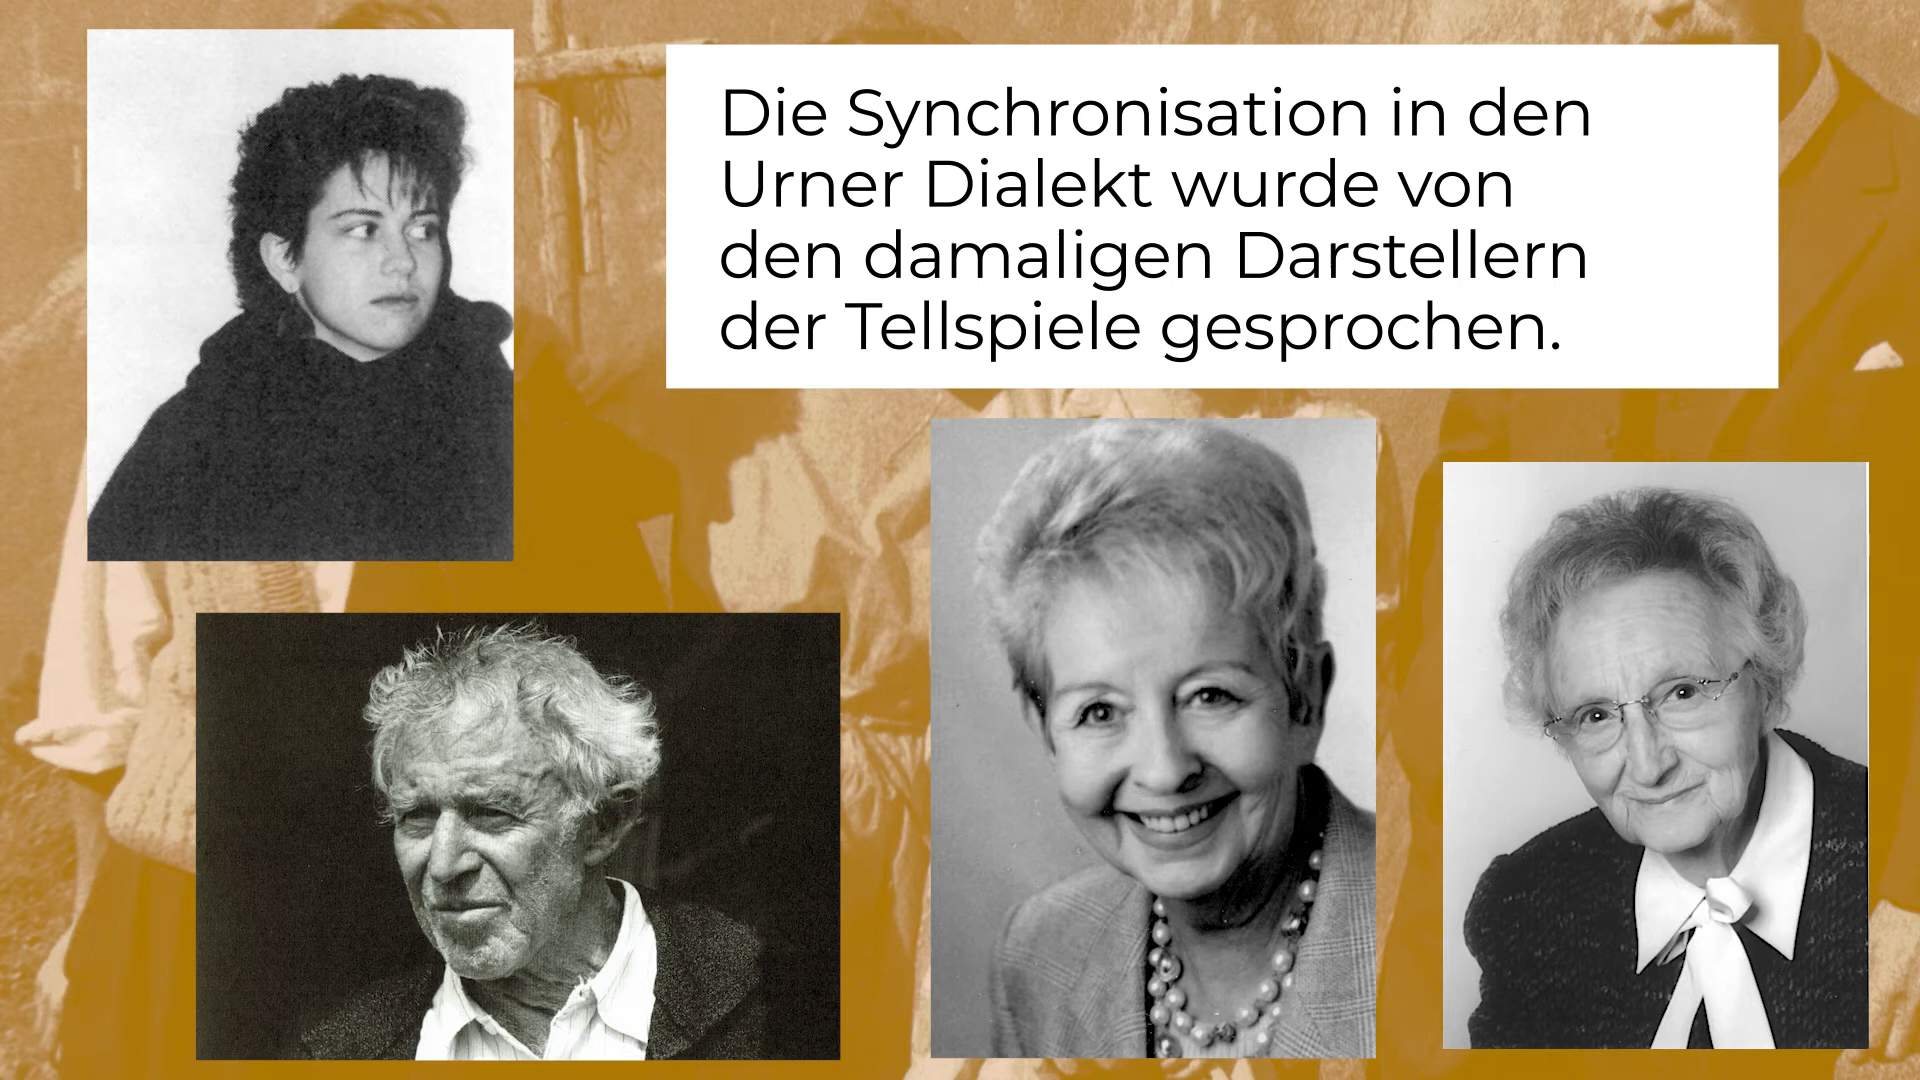 Die Synchronisation in den
Urner Dialekt wurde von
den damaligen Darstellern
der Tellspiele gesprochen.